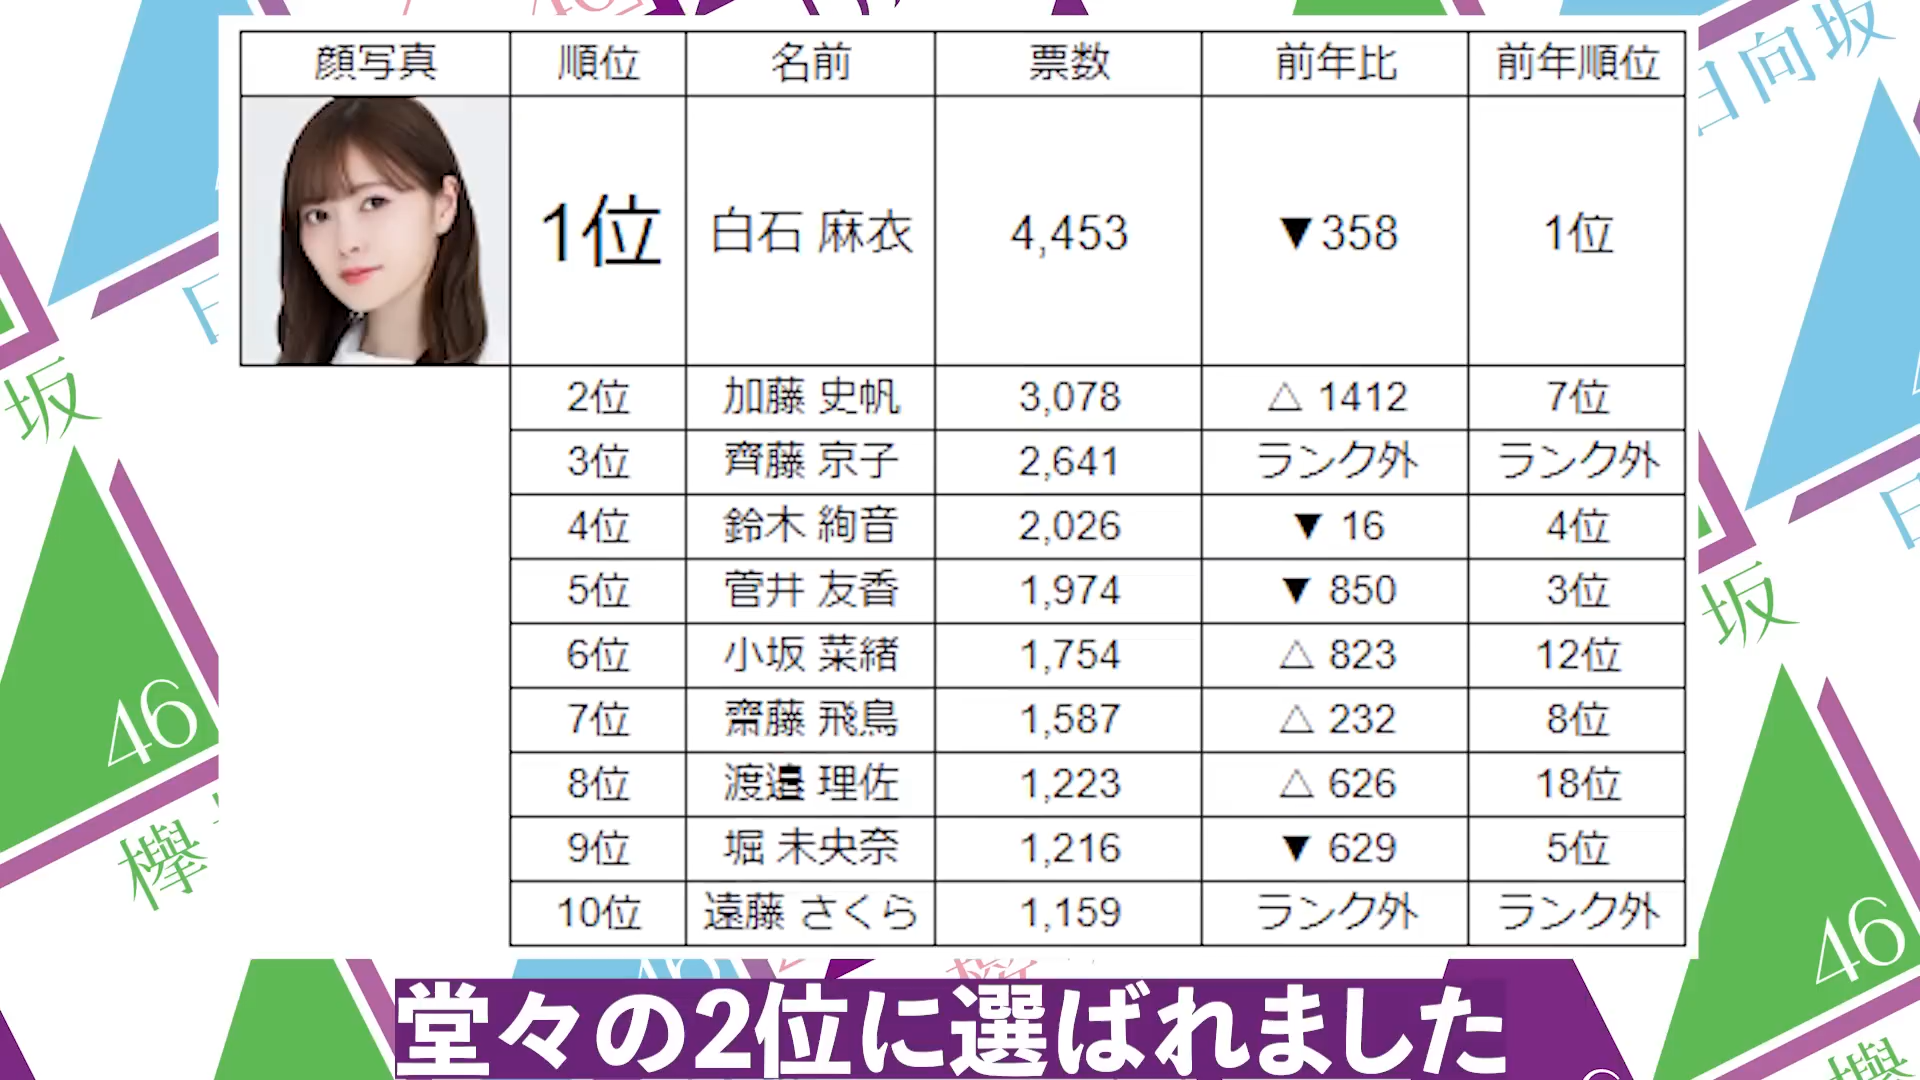 顔写真 順位 名前 票数 前年比 前年順位
1位 白石 麻衣 4,453 ▼358 1位
2位 加藤 史帆 3,078 △ 1412 7位
3位 齊藤 京子 2,641 ランク外 ランク外
4位 鈴木 絢音 2,026 ▼ 16 4位
5位 菅井 友香 1,974 ▼ 850 3位
6位 小坂 菜緒 1,754 △ 823 12位
7位 齋藤 飛鳥 1,587 △ 232 8位
8位 渡邉 理佐 1,223 △ 626 18位
9位 堀 未央奈 1,216 ▼ 629 5位
10位 遠藤 さくら 1,159 ランク外 ランク外
日向坂
坂
46
欅
坂
46
欅
堂々の2位に選ばれました